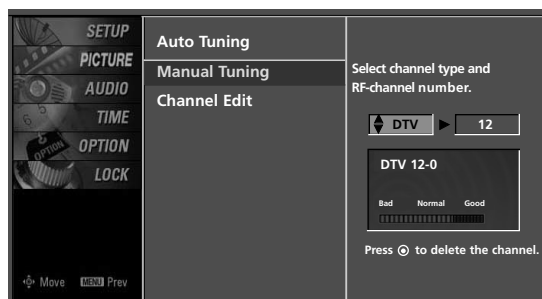 SETUP
PICTURE
AUDIO
TIME
OPTION
LOCK
Move MENU Prev
Auto Tuning
Manual Tuning
Channel Edit
Select channel type and
RF-channel number.
DTV 12
DTV 12-0
Bad Normal Good
Press to delete the channel.